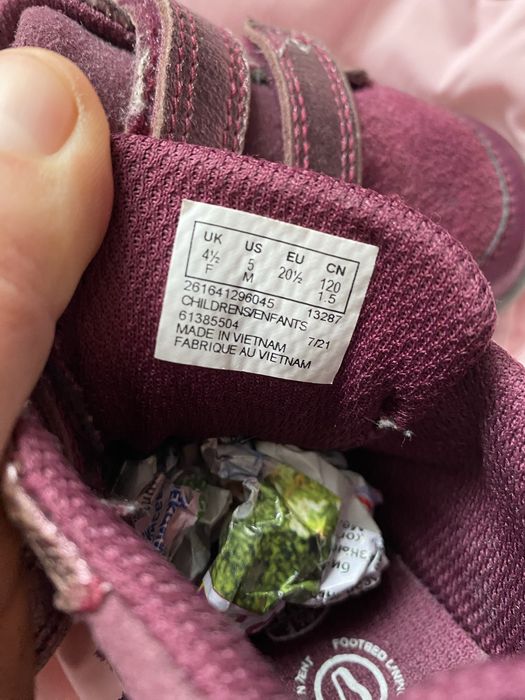 UK US EU CN
4½ 5 20½ 120
F M 1.5
261641296045 13287
CHILDRENS/ENFANTS
61385504
MADE IN VIETNAM 7/21
FABRIQUE AU VIETNAM
FOOTBED